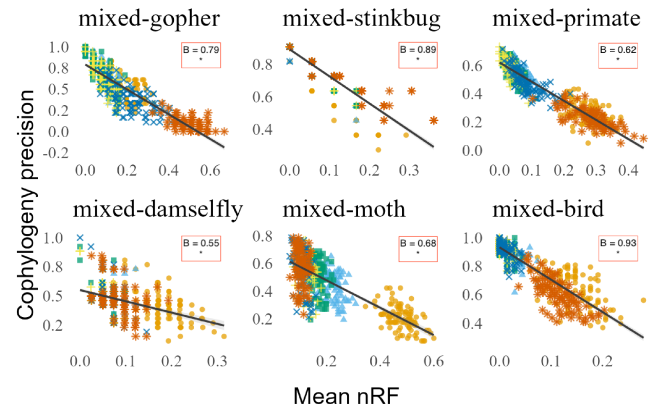 mixed-gopher
mixed-stinkbug
mixed-primate
B = 0.79
*
B = 0.89
*
B = 0.62
*
1.0
0.8
0.5
0.2
0.0
-0.2
0.8
0.6
0.4
0.6
0.4
0.2
0.0
0.0 0.2 0.4 0.6
0.0 0.1 0.2 0.3
0.0 0.1 0.2 0.3 0.4
Cophylogeny precision
mixed-damselfly
mixed-moth
mixed-bird
B = 0.55
*
B = 0.68
*
B = 0.93
*
1.0
0.8
0.5
0.2
0.8
0.6
0.4
0.2
1.0
0.8
0.6
0.4
0.0 0.1 0.2 0.3
0.2 0.4 0.6
0.0 0.1 0.2
Mean nRF